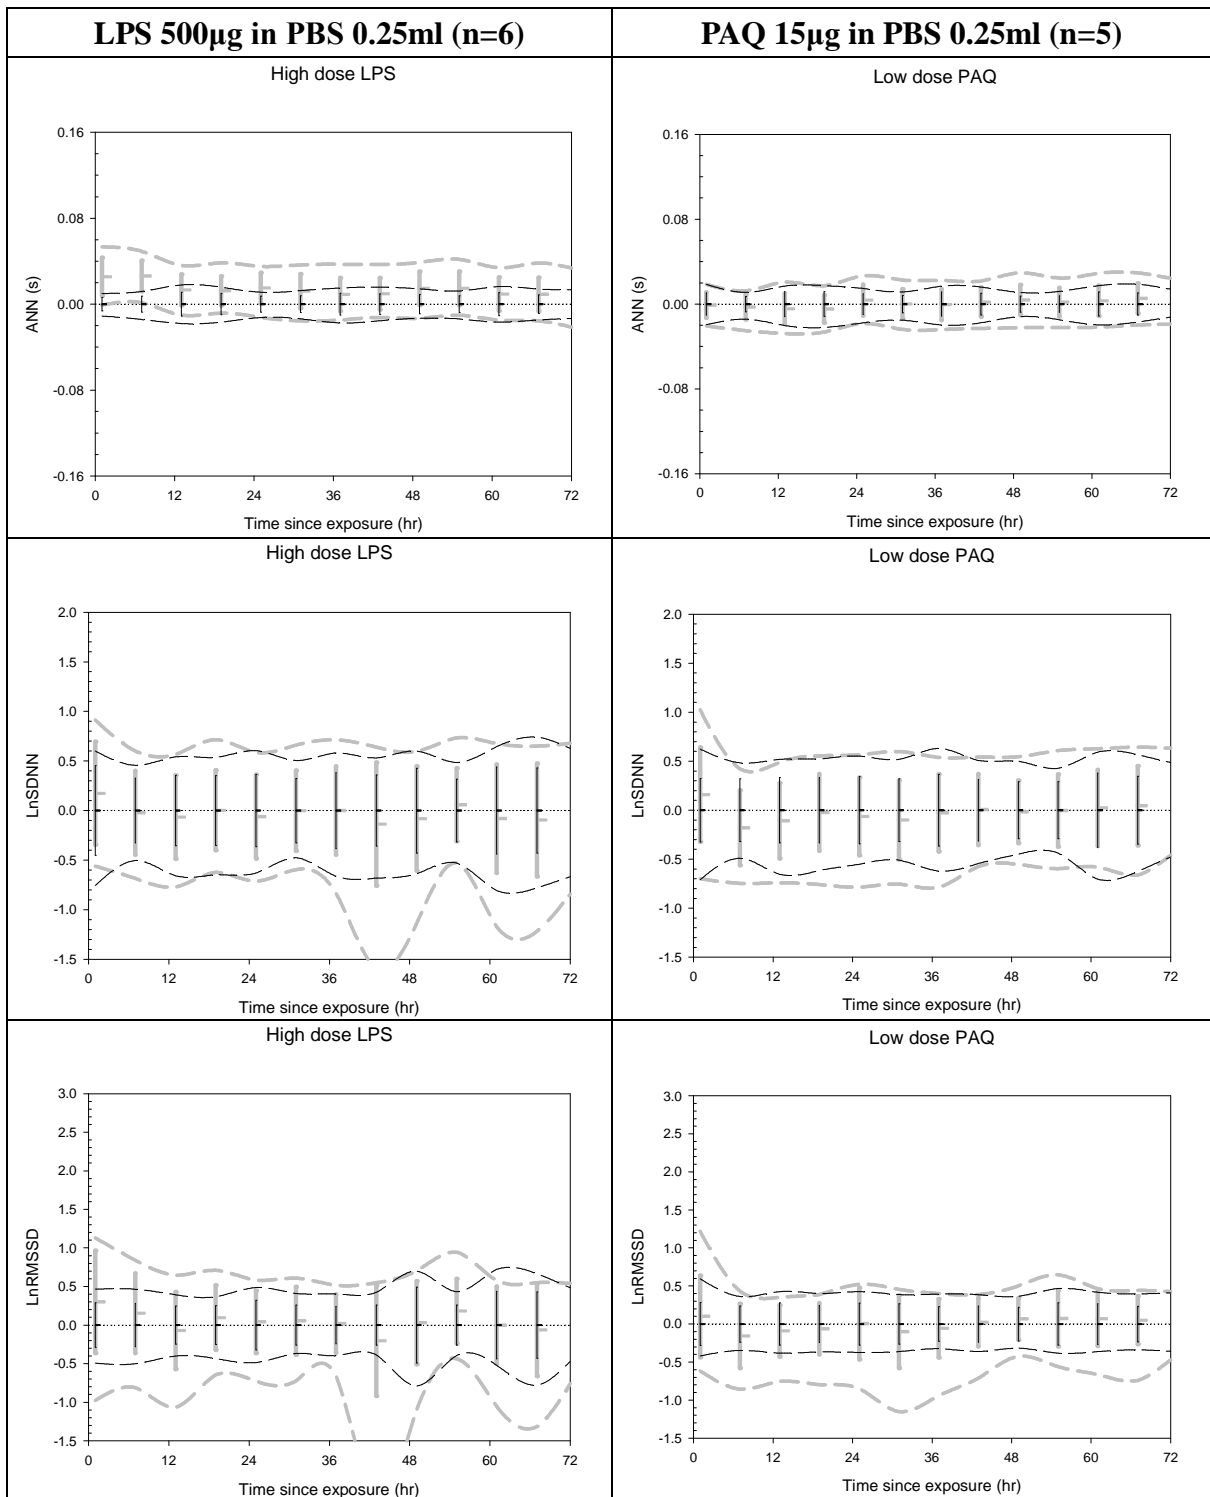 LPS 500µg in PBS 0.25ml (n=6)
PAQ 15µg in PBS 0.25ml (n=5)
High dose LPS
0.16
0.08
0.00
-0.08
-0.16
ANN (s)
0 12 24 36 48 60 72
Time since exposure (hr)
Low dose PAQ
0.16
0.08
0.00
-0.08
-0.16
ANN (s)
0 12 24 36 48 60 72
Time since exposure (hr)
High dose LPS
2.0
1.5
1.0
0.5
0.0
-0.5
-1.0
-1.5
LnSDNN
0 12 24 36 48 60 72
Time since exposure (hr)
Low dose PAQ
2.0
1.5
1.0
0.5
0.0
-0.5
-1.0
-1.5
LnSDNN
0 12 24 36 48 60 72
Time since exposure (hr)
High dose LPS
3.0
2.5
2.0
1.5
1.0
0.5
0.0
-0.5
-1.0
-1.5
LnRMSSD
0 12 24 36 48 60 72
Time since exposure (hr)
Low dose PAQ
3.0
2.5
2.0
1.5
1.0
0.5
0.0
-0.5
-1.0
-1.5
LnRMSSD
0 12 24 36 48 60 72
Time since exposure (hr)